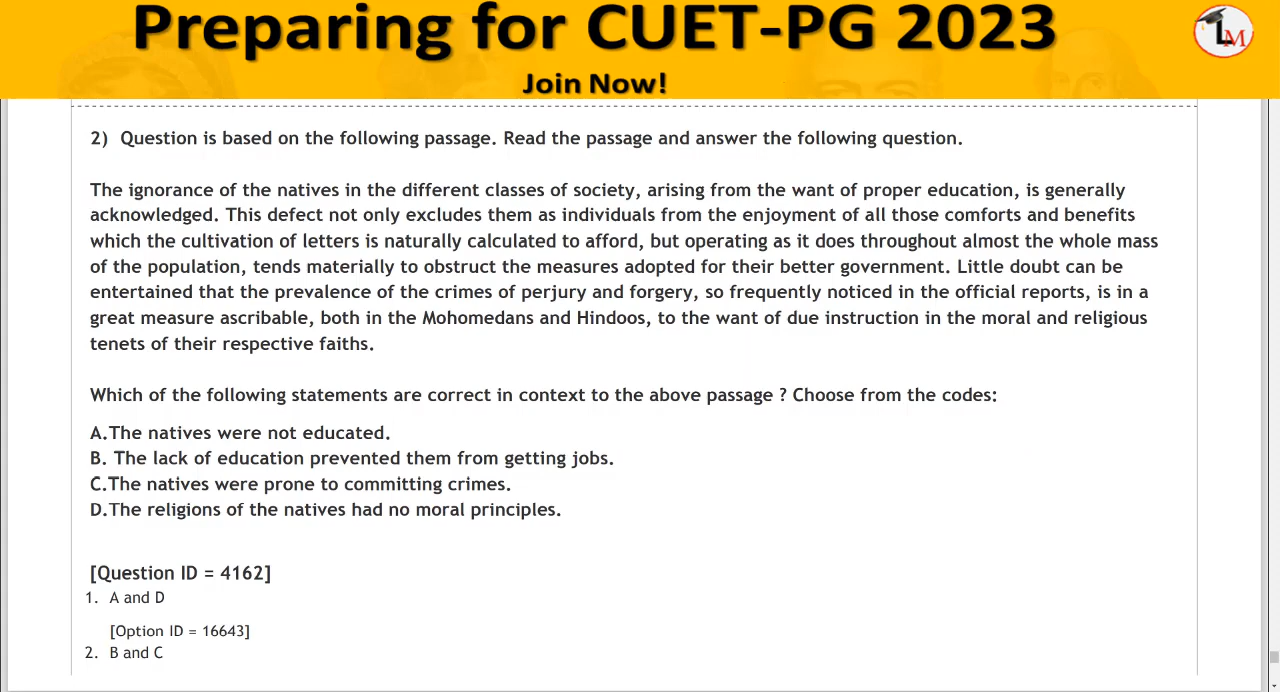 Preparing for CUET-PG 2023
Join Now!
LM
2) Question is based on the following passage. Read the passage and answer the following question.
The ignorance of the natives in the different classes of society, arising from the want of proper education, is generally
acknowledged. This defect not only excludes them as individuals from the enjoyment of all those comforts and benefits
which the cultivation of letters is naturally calculated to afford, but operating as it does throughout almost the whole mass
of the population, tends materially to obstruct the measures adopted for their better government. Little doubt can be
entertained that the prevalence of the crimes of perjury and forgery, so frequently noticed in the official reports, is in a
great measure ascribable, both in the Mohomedans and Hindoos, to the want of due instruction in the moral and religious
tenets of their respective faiths.
Which of the following statements are correct in context to the above passage ? Choose from the codes:
A.The natives were not educated.
B. The lack of education prevented them from getting jobs.
C.The natives were prone to committing crimes.
D.The religions of the natives had no moral principles.
[Question ID = 4162]
1. A and D
[Option ID = 16643]
2. B and C